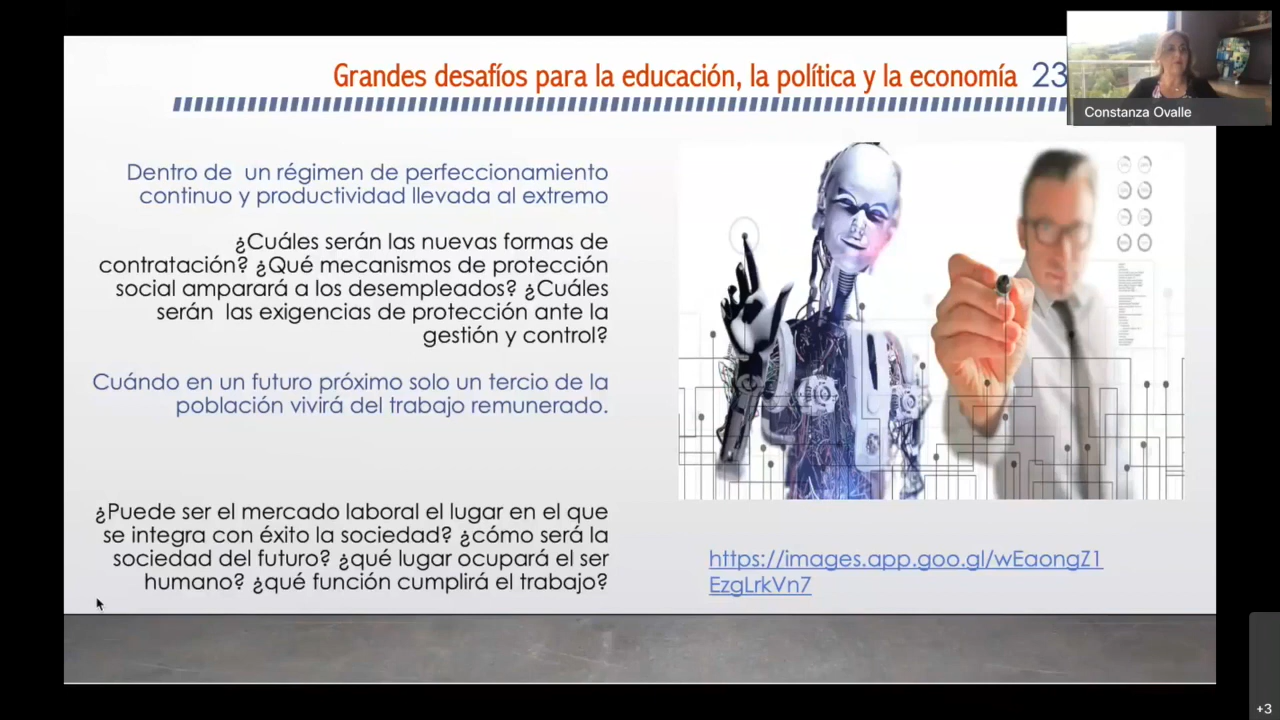 Grandes desafíos para la educación, la política y la economía 23
Constanza Ovalle
Dentro de  un régimen de perfeccionamiento
continuo y productividad llevada al extremo
¿Cuáles serán las nuevas formas de
contratación? ¿Qué mecanismos de protección
social amparará a los desempleados? ¿Cuáles
serán  las exigencias de protección ante la
gestión y control?
Cuándo en un futuro próximo solo un tercio de la
población vivirá del trabajo remunerado.
¿Puede ser el mercado laboral el lugar en el que
se integra con éxito la sociedad? ¿cómo será la
sociedad del futuro? ¿qué lugar ocupará el ser
humano? ¿qué función cumplirá el trabajo?
https://images.app.goo.gl/wEaongZ1
EzgLrkVn7
+3